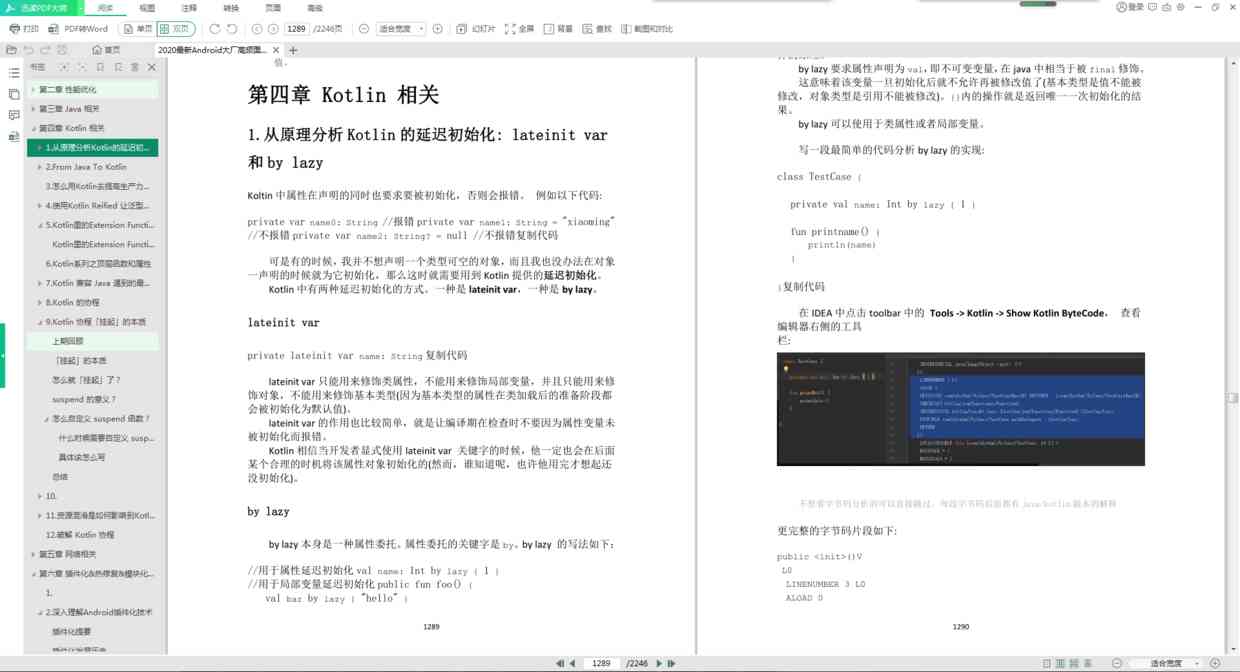 迅读PDF大师
阅读
视图
注释
转换
页面
高级
登录
打印
PDF转Word
单页
双页
1289 /2246页
适合宽度
幻灯片
全屏
背景
查找
截图和对比
首页
2020最新Android大厂高频面...
书签
第二章 性能优化
第三章 Java 相关
第四章 Kotlin 相关
1.从原理分析Kotlin的延迟初...
2.From Java To Kotlin
3.怎么用Kotlin去提高生产力...
4.使用Kotlin Reified 让泛型...
5.Kotlin里的Extension Functi...
Kotlin里的Extension Functi...
6.Kotlin系列之顶层函数和属性
7.Kotlin 兼容 Java 遇到的最...
8.Kotlin 的协程
9.Kotlin 协程「挂起」的本质
上期回顾
「挂起」的本质
怎么就「挂起」了？
suspend 的意义？
怎么自定义 suspend 函数？
什么时候需要自定义 susp...
具体该怎么写
总结
10.
11.资源混淆是如何影响到Kotl...
12.破解 Kotlin 协程
第五章 网络相关
第六章 插件化&热修复&模块化...
1.
2.深入理解Android插件化技术
插件化提要
插件化发展历史
值。
第四章 Kotlin 相关
1.从原理分析 Kotlin 的延迟初始化: lateinit var
和 by lazy
Koltin 中属性在声明的同时也要求要被初始化，否则会报错。 例如以下代码:
private var name0: String //报错 private var name1: String = "xiaoming"
//不报错 private var name2: String? = null //不报错复制代码
可是有的时候，我并不想声明一个类型可空的对象，而且我也没办法在对象
一声明的时候就为它初始化，那么这时就需要用到 Kotlin 提供的延迟初始化。
Kotlin 中有两种延迟初始化的方式。一种是 lateinit var，一种是 by lazy。
lateinit var
private lateinit var name: String 复制代码
lateinit var 只能用来修饰类属性，不能用来修饰局部变量，并且只能用来修
饰对象，不能用来修饰基本类型(因为基本类型的属性在类加载后的准备阶段都
会被初始化为默认值)。
lateinit var 的作用也比较简单，就是让编译期在检查时不要因为属性变量未
被初始化而报错。
Kotlin 相信当开发者显式使用 lateinit var 关键字的时候，他一定也会在后面
某个合理的时机将该属性对象初始化的(然而，谁知道呢，也许他用完才想起还
没初始化)。
by lazy
by lazy 本身是一种属性委托。属性委托的关键字是 by。by lazy 的写法如下:
//用于属性延迟初始化 val name: Int by lazy { 1 }
//用于局部变量延迟初始化 public fun foo() {
val bar by lazy { "hello" }
1289
by lazy 要求属性声明为 val，即不可变变量，在 java 中相当于被 final 修饰。
这意味着该变量一旦初始化后就不允许再被修改值了(基本类型是值不能被
修改，对象类型是引用不能被修改)。{}内的操作就是返回唯一一次初始化的结
果。
by lazy 可以使用于类属性或者局部变量。
写一段最简单的代码分析 by lazy 的实现:
class TestCase {
private val name: Int by lazy { 1 }
fun printname() {
println(name)
}
}复制代码
在 IDEA 中点击 toolbar 中的 Tools -> Kotlin -> Show Kotlin ByteCode， 查看
编辑器右侧的工具
栏:
不想看字节码分析的可以直接跳过，每段字节码后面都有 Java/Kotlin 版本的解释
更完整的字节码片段如下:
public <init>()V
L0
LINENUMBER 3 L0
ALOAD 0
1290
1289 /2246
适合宽度